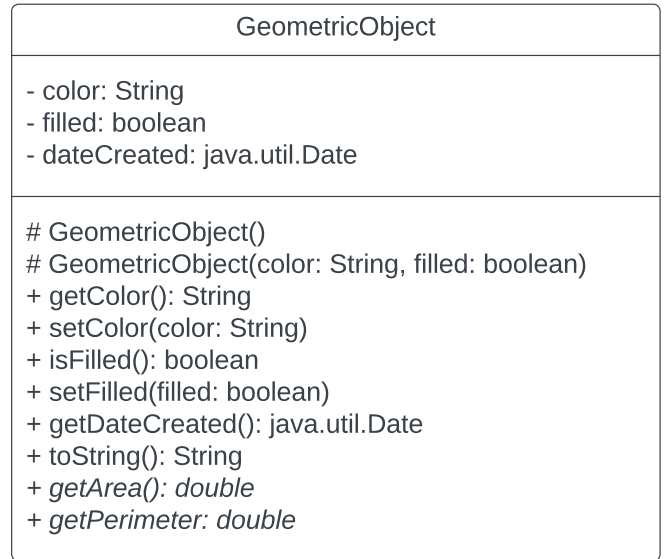 GeometricObject
- color: String
- filled: boolean
- dateCreated: java.util.Date
# GeometricObject()
# GeometricObject(color: String, filled: boolean)
+ getColor(): String
+ setColor(color: String)
+ isFilled(): boolean
+ setFilled(filled: boolean)
+ getDateCreated(): java.util.Date
+ toString(): String
+ getArea(): double
+ getPerimeter: double